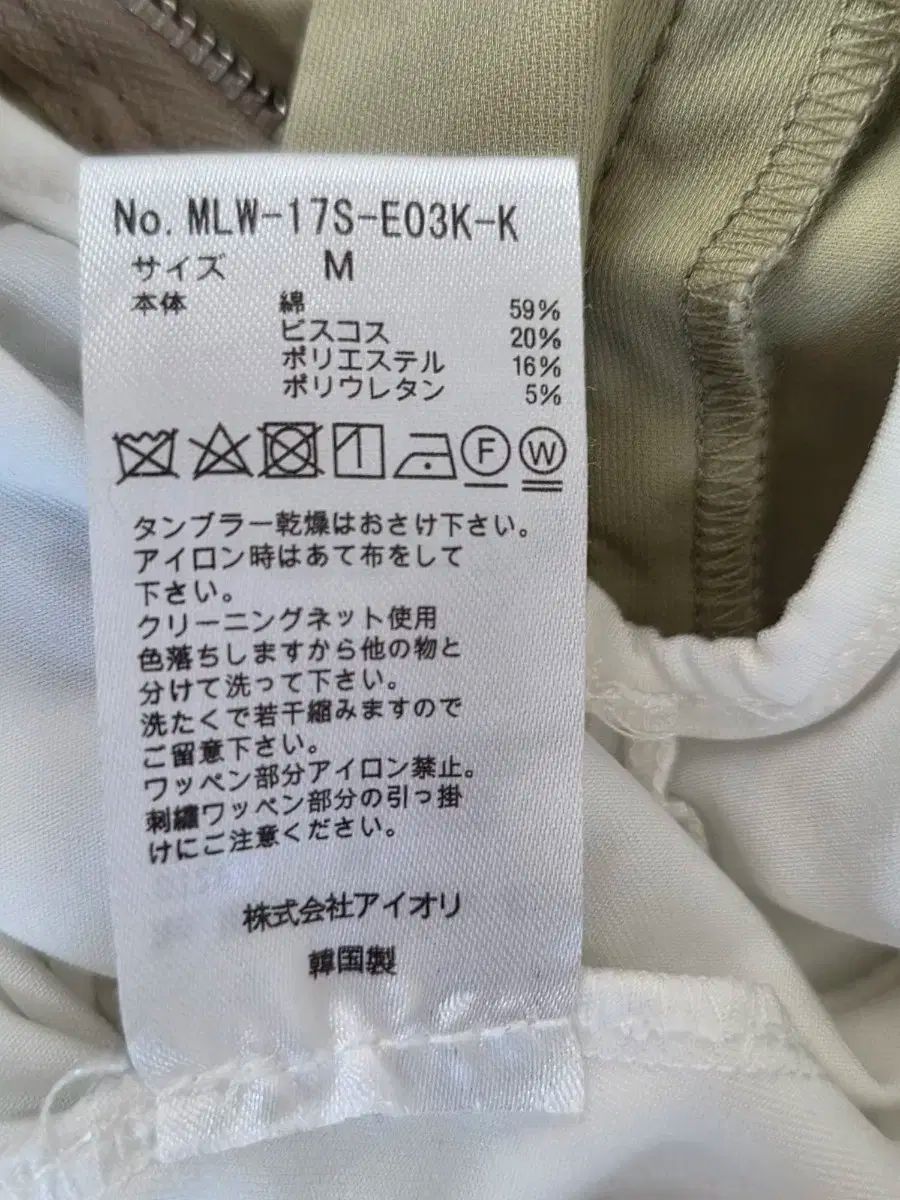 No. MLW-17S-E03K-K
サイズ M
本体 綿 59%
ビスコス 20%
ポリエステル 16%
ポリウレタン 5%
F W
タンブラー乾燥はおさけ下さい。
アイロン時はあて布をして
下さい。
クリーニングネット使用
色落ちしますから他の物と
分けて洗って下さい。
洗たくで若干縮みますので
ご留意下さい。
ワッペン部分アイロン禁止。
刺繍ワッペン部分の引っ掛
けにご注意ください。
株式会社アイオリ
韓国製